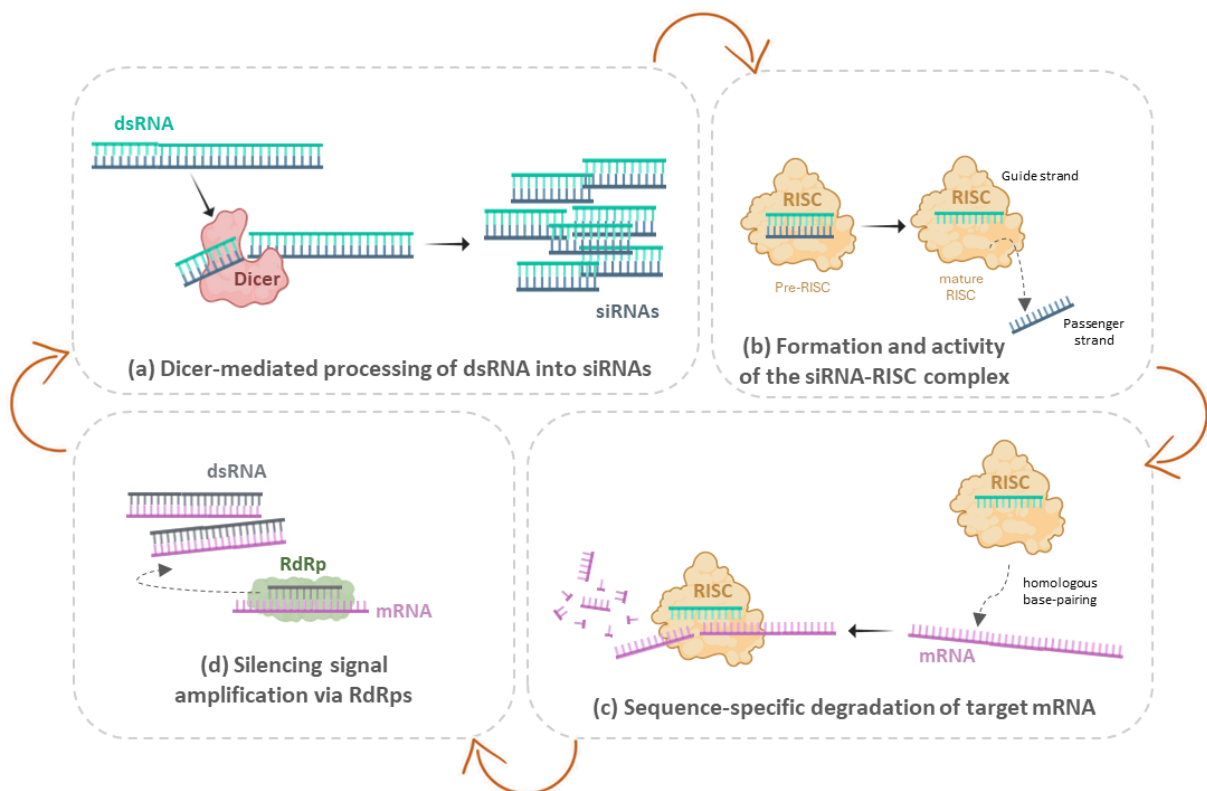 dsRNA
Dicer
siRNAs
(a) Dicer-mediated processing of dsRNA into siRNAs
RISC
Pre-RISC
Guide strand
RISC
mature
RISC
Passenger
strand
(b) Formation and activity
of the siRNA-RISC complex
RISC
homologous
base-pairing
mRNA
RISC
(c) Sequence-specific degradation of target mRNA
dsRNA
RdRp
mRNA
(d) Silencing signal
amplification via RdRps